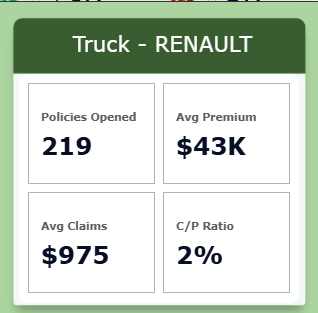 Truck - RENAULT
Policies Opened
219
Avg Premium
$43K
Avg Claims
$975
C/P Ratio
2%